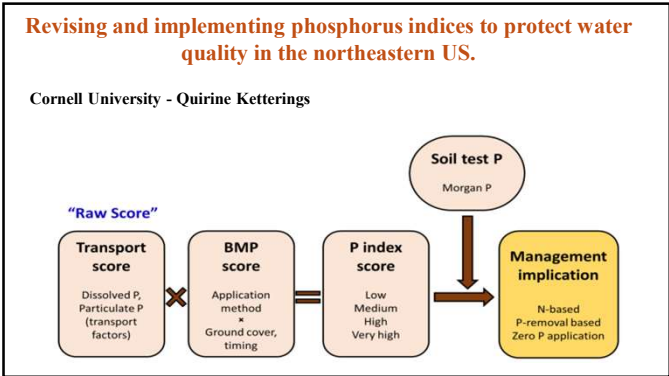 Revising and implementing phosphorus indices to protect water
quality in the northeastern US.
Cornell University - Quirine Ketterings
Soil test P
Morgan P
"Raw Score"
Transport
score
Dissolved P,
Particulate P
(transport
factors)
×
BMP
score
Application
method
×
Ground cover,
timing
=
P index
score
Low
Medium
High
Very high
Management
implication
N-based
P-removal based
Zero P application